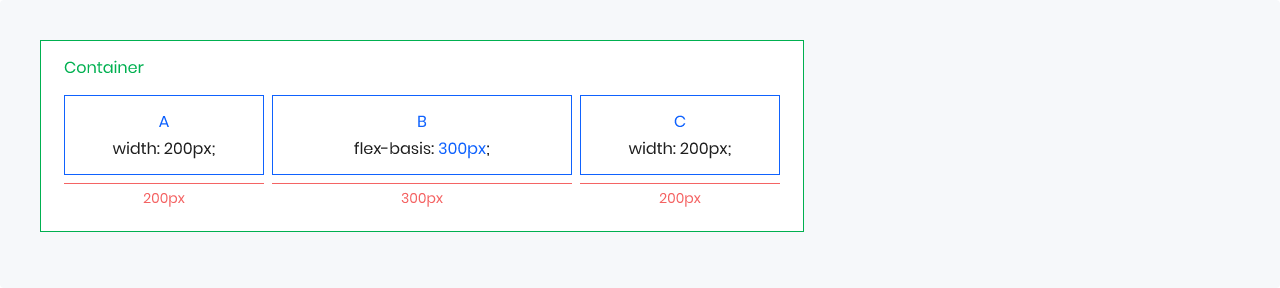 Container
A
width: 200px;
B
flex-basis: 300px;
C
width: 200px;
200px
300px
200px